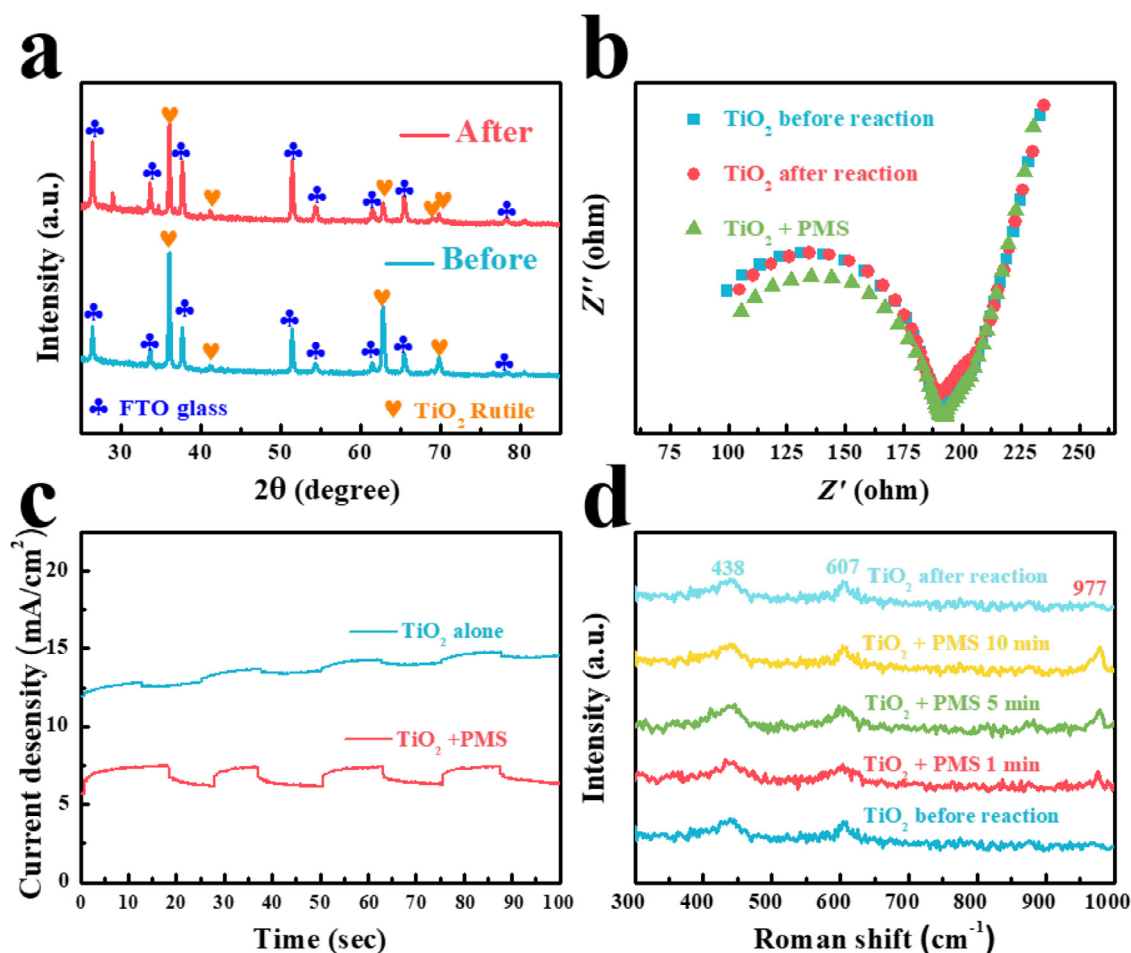 a
After
Before
♣ FTO glass
♥ TiO₂ Rutile
Intensity (a.u.)
30 40 50 60 70 80
2θ (degree)
b
TiO₂ before reaction
TiO₂ after reaction
TiO₂ + PMS
Z'' (ohm)
75 100 125 150 175 200 225 250
Z' (ohm)
c
TiO₂ alone
TiO₂ +PMS
Current desensity (mA/cm²)
20
15
10
5
0
0 10 20 30 40 50 60 70 80 90 100
Time (sec)
d
438 607 977
TiO₂ after reaction
TiO₂ + PMS 10 min
TiO₂ + PMS 5 min
TiO₂ + PMS 1 min
TiO₂ before reaction
Intensity (a.u.)
300 400 500 600 700 800 900 1000
Roman shift (cm⁻¹)